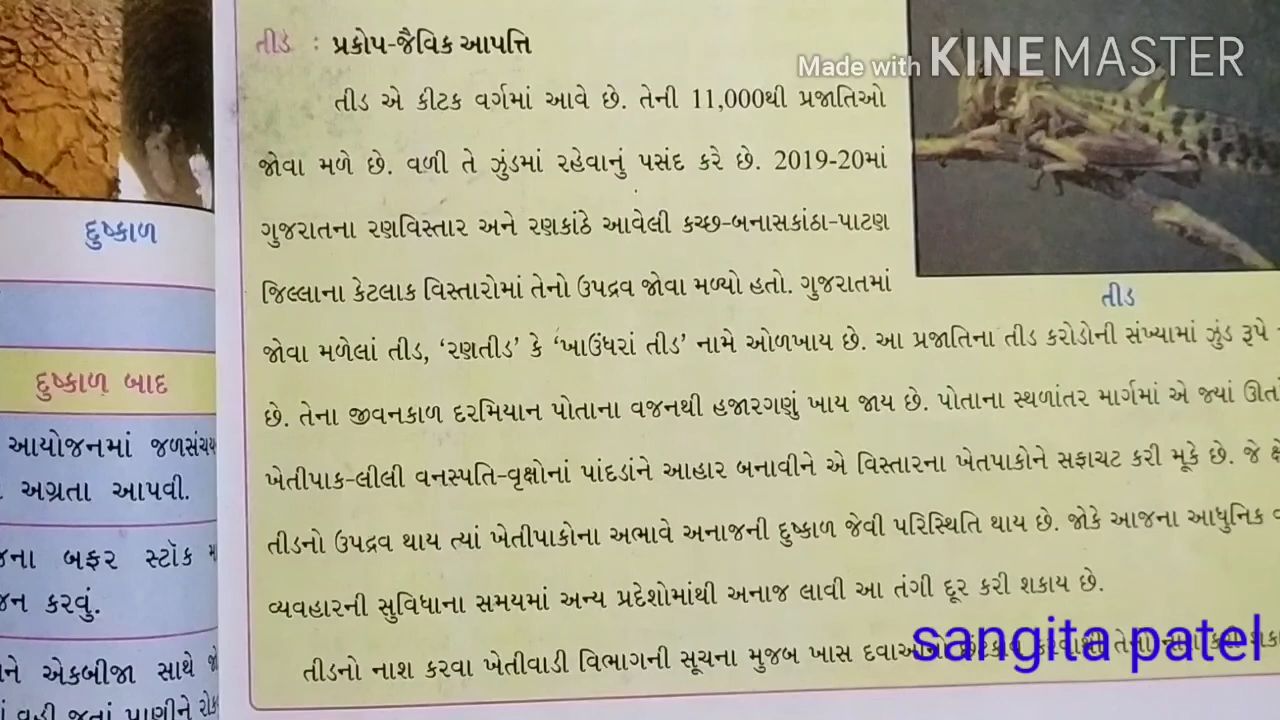 Made with KINEMASTER
તીડ : પ્રકોપ-જૈવિક આપત્તિ
તીડ એ કીટક વર્ગમાં આવે છે. તેની 11,000થી પ્રજાતિઓ
જોવા મળે છે. વળી તે ઝુંડમાં રહેવાનું પસંદ કરે છે. 2019-20માં
ગુજરાતના રણવિસ્તાર અને રણકાંઠે આવેલી કચ્છ-બનાસકાંઠા-પાટણ
જિલ્લાના કેટલાક વિસ્તારોમાં તેનો ઉપદ્રવ જોવા મળ્યો હતો. ગુજરાતમાં
તીડ
જોવા મળેલાં તીડ, ‘રણતીડ’ કે ‘ખાઉંધરાં તીડ’ નામે ઓળખાય છે. આ પ્રજાતિના તીડ કરોડોની સંખ્યામાં ઝુંડ રૂપે
છે. તેના જીવનકાળ દરમિયાન પોતાના વજનથી હજારગણું ખાય જાય છે. પોતાના સ્થળાંતર માર્ગમાં એ જ્યાં
ખેતીપાક-લીલી વનસ્પતિ-વૃક્ષોનાં પાંદડાંને આહાર બનાવીને એ વિસ્તારના ખેતપાકોને સફાચટ કરી મૂકે છે. જે
તીડનો ઉપદ્રવ થાય ત્યાં ખેતીપાકોના અભાવે અનાજની દુષ્કાળ જેવી પરિસ્થિતિ થાય છે. જોકે આજના આધુનિક
વ્યવહારની સુવિધાના સમયમાં અન્ય પ્રદેશોમાંથી અનાજ લાવી આ તંગી દૂર કરી શકાય છે.
તીડનો નાશ કરવા ખેતીવાડી વિભાગની સૂચના મુજબ ખાસ
sangita patel
દુષ્કાળ
દુષ્કાળ બાદ
આયોજનમાં
અગ્રતા આપવી.
બફર સ્ટૉક
કરવું.
એકબીજા સાથે
જતાં પાણીને